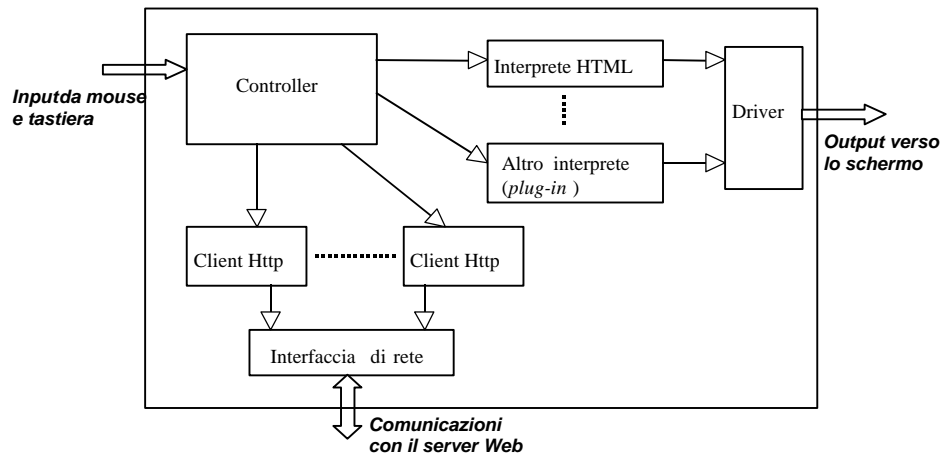 Inputda mouse
e tastiera
Controller
Interprete HTML
Altro interprete
(plug-in )
Driver
Output verso
lo schermo
Client Http
Client Http
Interfaccia di rete
Comunicazioni
con il server Web